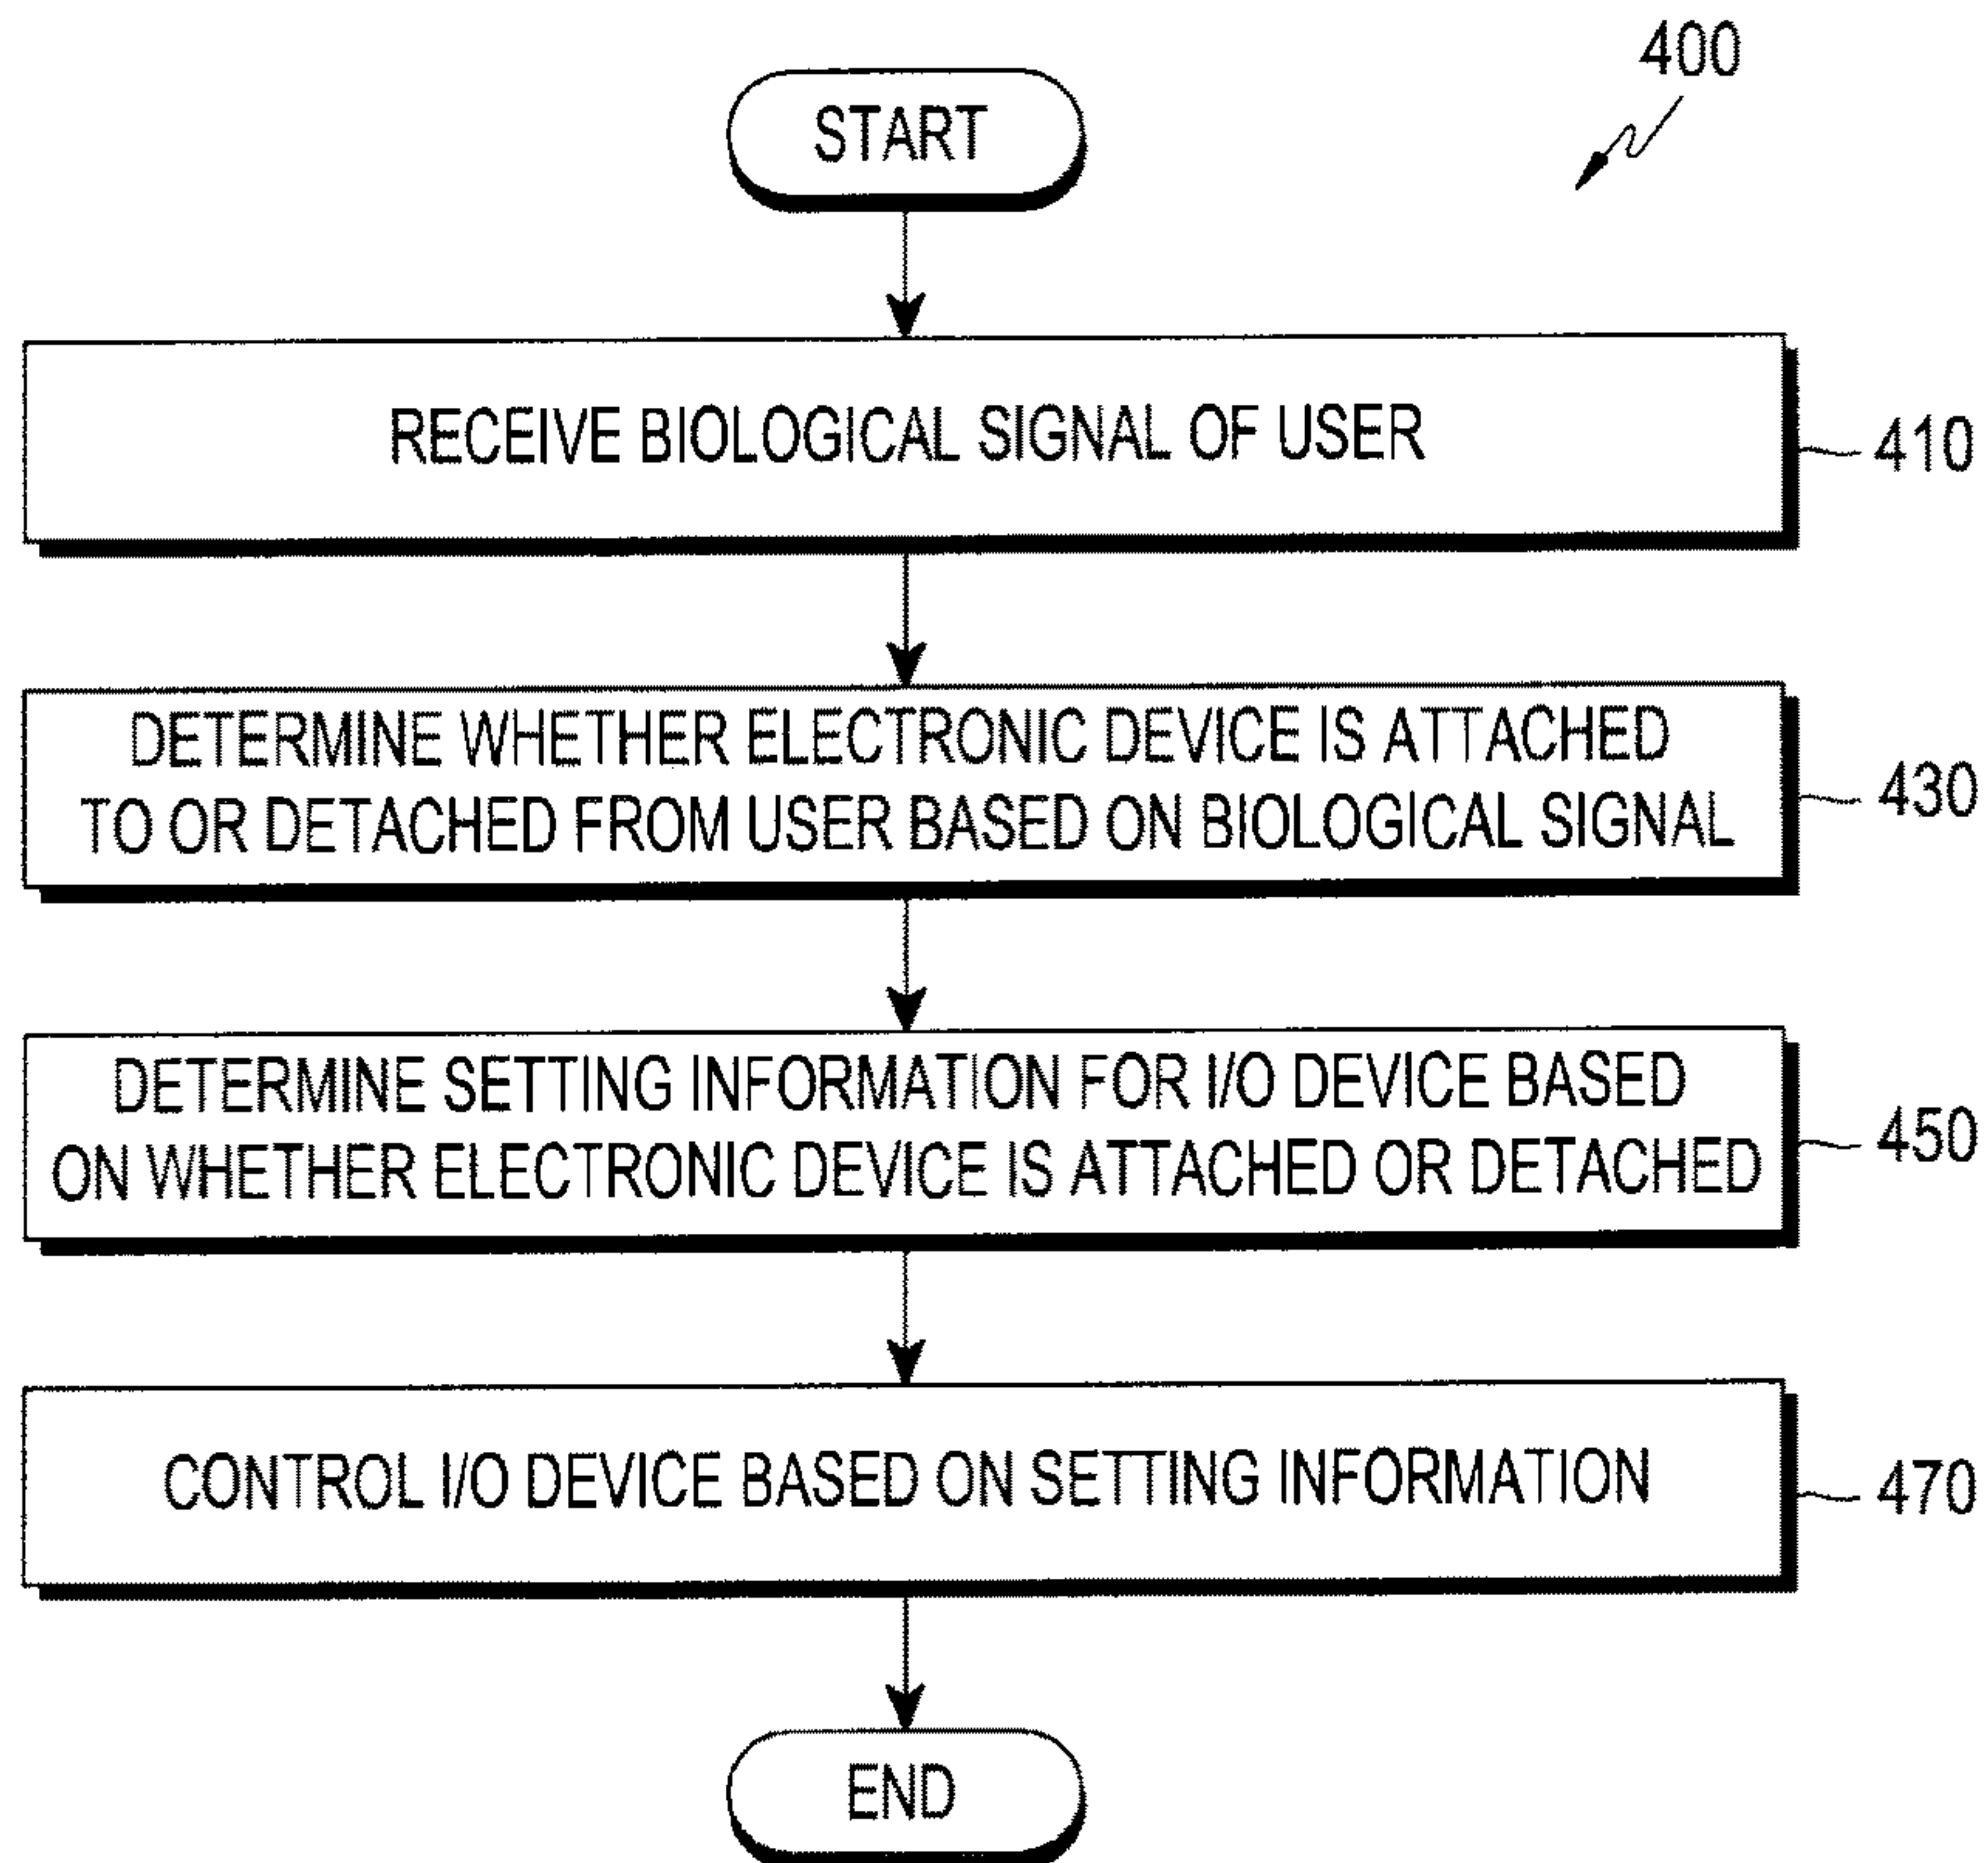 400
START
RECEIVE BIOLOGICAL SIGNAL OF USER
410
DETERMINE WHETHER ELECTRONIC DEVICE IS ATTACHED
TO OR DETACHED FROM USER BASED ON BIOLOGICAL SIGNAL
430
DETERMINE SETTING INFORMATION FOR I/O DEVICE BASED
ON WHETHER ELECTRONIC DEVICE IS ATTACHED OR DETACHED
450
CONTROL I/O DEVICE BASED ON SETTING INFORMATION
470
END